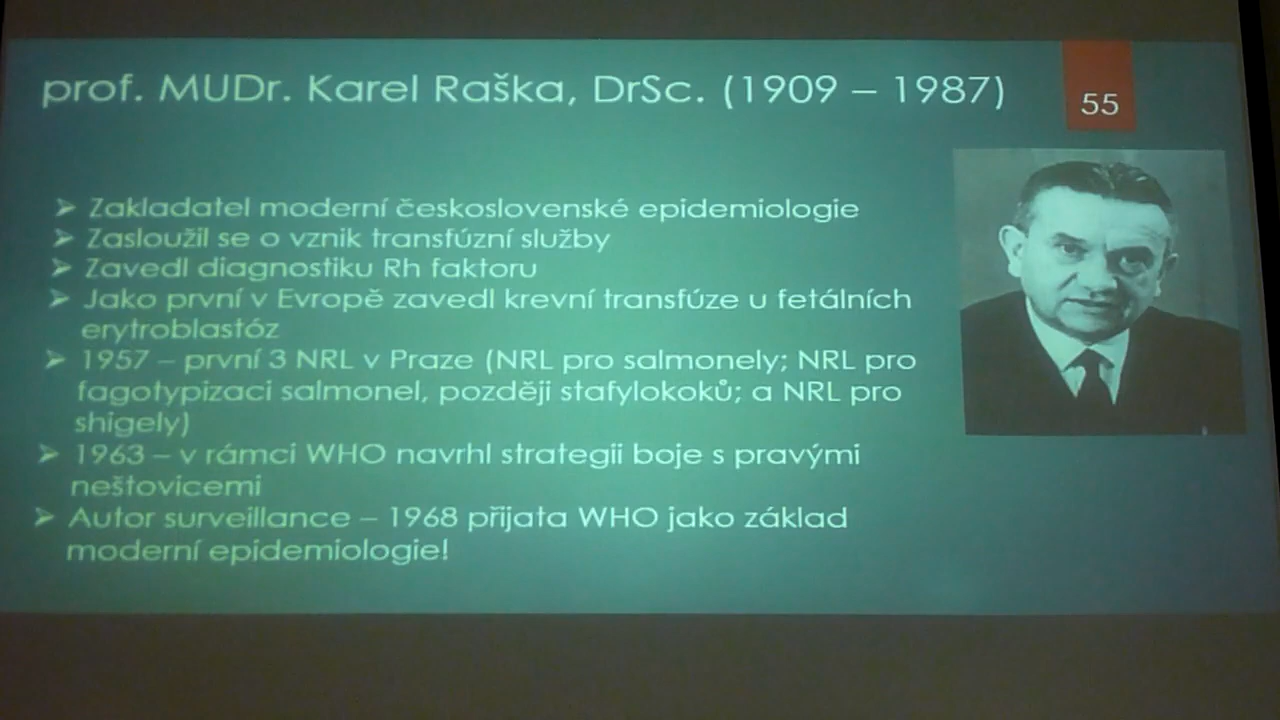 prof. MUDr. Karel Raška, DrSc. (1909 – 1987)
55
➢ Zakladatel moderní československé epidemiologie
➢ Zasloužil se o vznik transfúzní služby
➢ Zavedl diagnostiku Rh faktoru
➢ Jako první v Evropě zavedl krevní transfúze u fetálních
erytroblastóz
➢ 1957 – první 3 NRL v Praze (NRL pro salmonely; NRL pro
fagotypizaci salmonel, později stafylokoků; a NRL pro
shigely)
➢ 1963 – v rámci WHO navrhl strategii boje s pravými
neštovicemi
➢ Autor surveillance – 1968 přijata WHO jako základ
moderní epidemiologie!